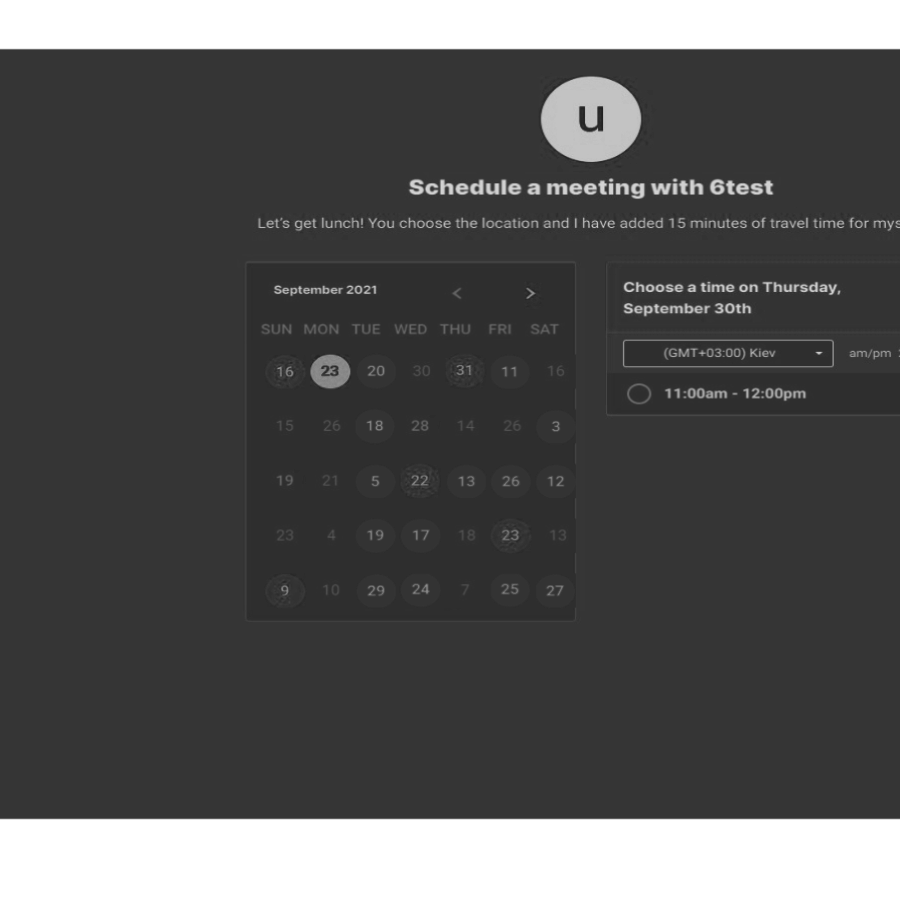 u
Schedule a meeting with 6test
Let's get lunch! You choose the location and I have added 15 minutes of travel time for mys
September 2021
SUN MON TUE WED THU FRI SAT
16 23 20 30 31 11 16
15 26 18 28 14 26 3
19 21 5 22 13 26 12
23 4 19 17 18 23 13
9 10 29 24 7 25 27
Choose a time on Thursday,
September 30th
(GMT+03:00) Kiev am/pm
11:00am - 12:00pm